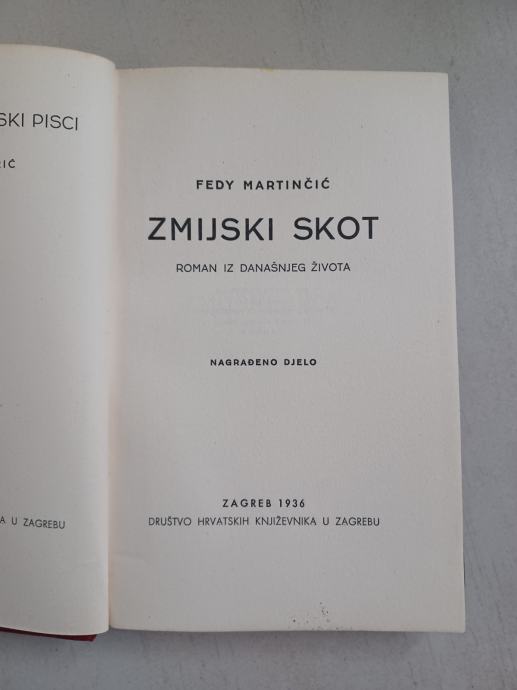 SKI PISCI
RIĆ
A U ZAGREBU
FEDY MARTINČIĆ
ZMIJSKI SKOT
ROMAN IZ DANAŠNJEG ŽIVOTA
NAGRAĐENO DJELO
ZAGREB 1936
DRUŠTVO HRVATSKIH KNJIŽEVNIKA U ZAGREBU